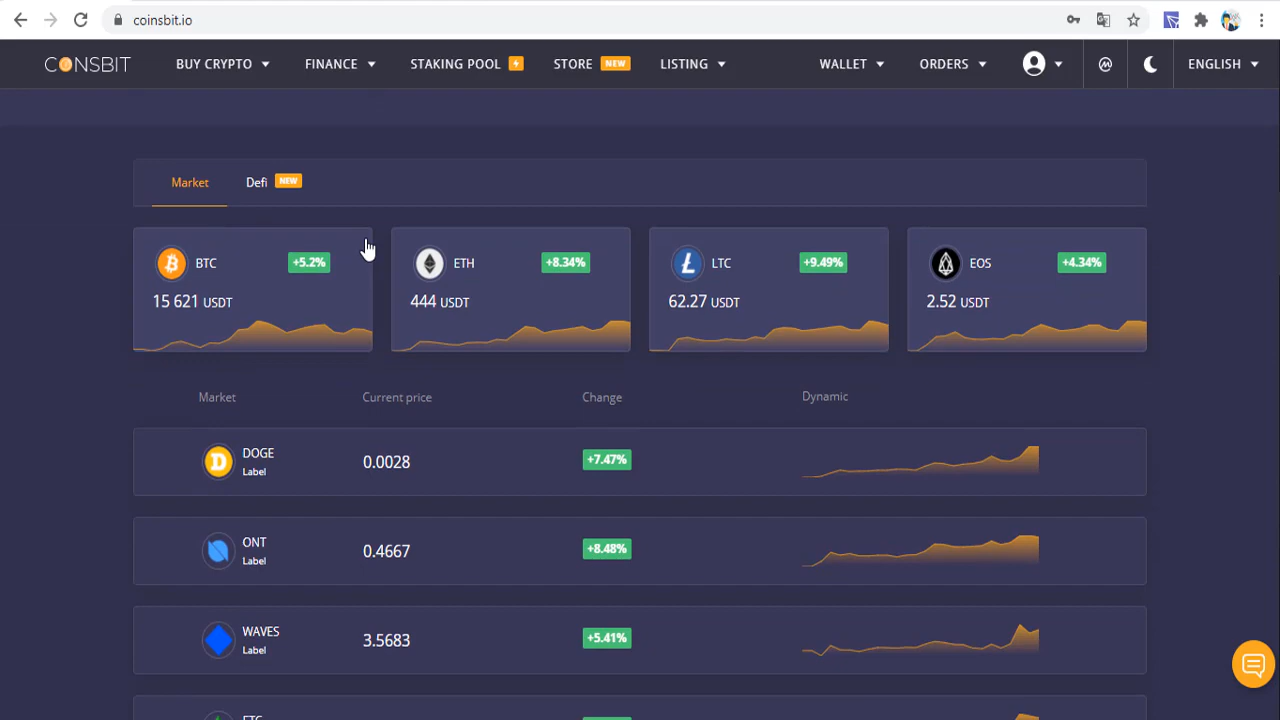 coinsbit.io
CONSBIT BUY CRYPTO FINANCE STAKING POOL STORE NEW LISTING WALLET ORDERS ENGLISH
Market Defi NEW
BTC +5.2% ETH +8.34% LTC +9.49% EOS +4.34%
15 621 USDT 444 USDT 62.27 USDT 2.52 USDT
Market Current price Change Dynamic
DOGE
Label
0.0028 +7.47%
ONT
Label
0.4667 +8.48%
WAVES
Label
3.5683 +5.41%